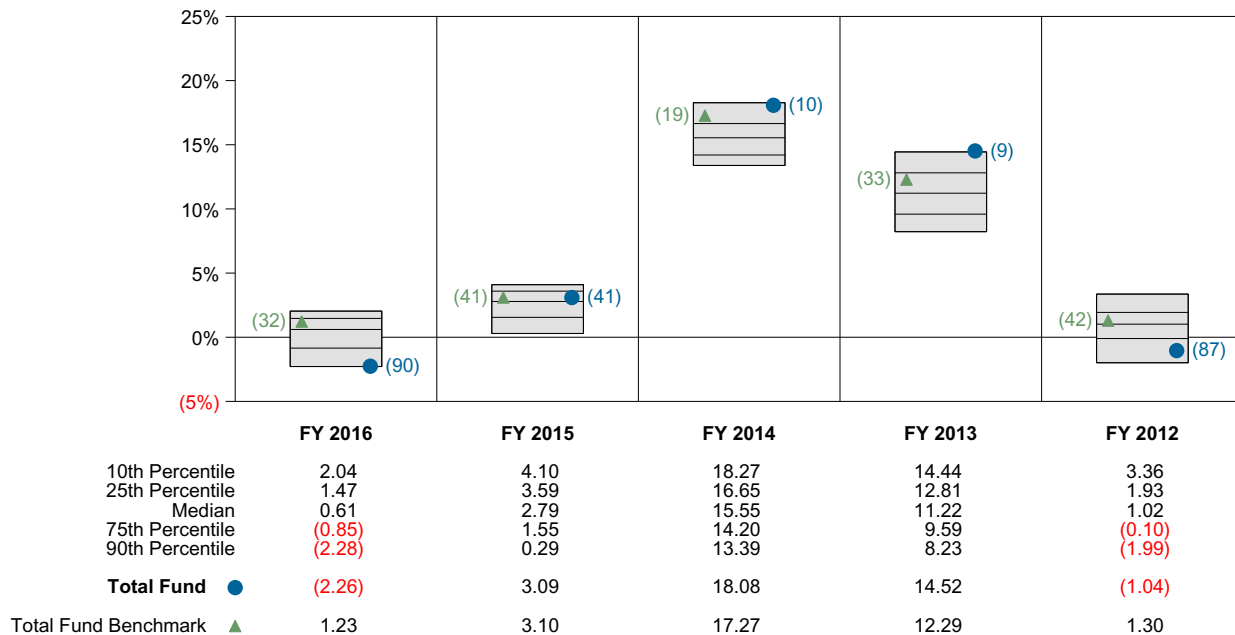 25%
20%
15%
10%
5%
0%
(5%)
(32) (90)
(41) (41)
(19) (10)
(33) (9)
(42) (87)
FY 2016 FY 2015 FY 2014 FY 2013 FY 2012
10th Percentile 2.04 4.10 18.27 14.44 3.36
25th Percentile 1.47 3.59 16.65 12.81 1.93
Median 0.61 2.79 15.55 11.22 1.02
75th Percentile (0.85) 1.55 14.20 9.59 (0.10)
90th Percentile (2.28) 0.29 13.39 8.23 (1.99)
Total Fund (2.26) 3.09 18.08 14.52 (1.04)
Total Fund Benchmark 1.23 3.10 17.27 12.29 1.30